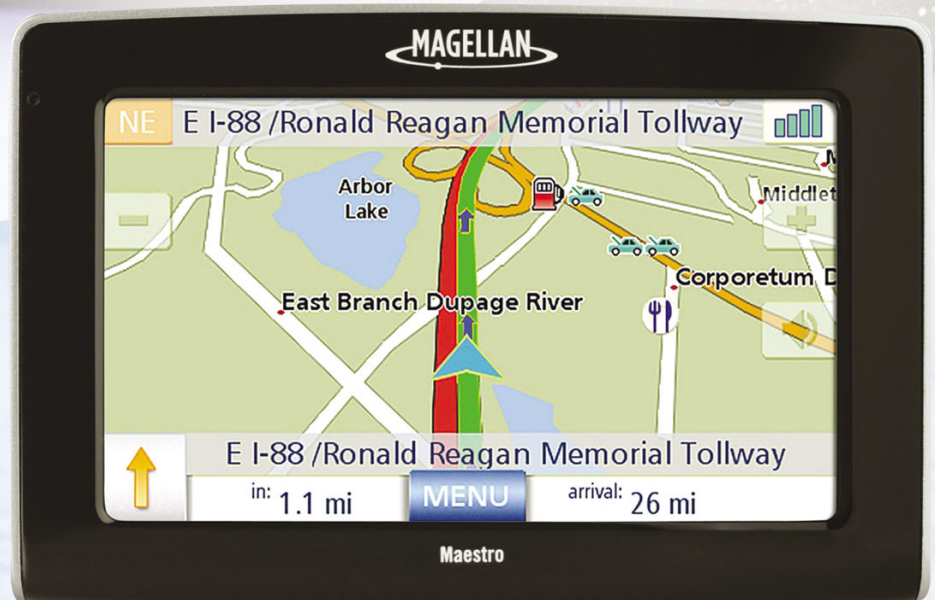 MAGELLAN
NE
E I-88 /Ronald Reagan Memorial Tollway
Arbor
Lake
Middlet
East Branch Dupage River
Corporetum D
E I-88 /Ronald Reagan Memorial Tollway
in: 1.1 mi
MENU
arrival: 26 mi
Maestro